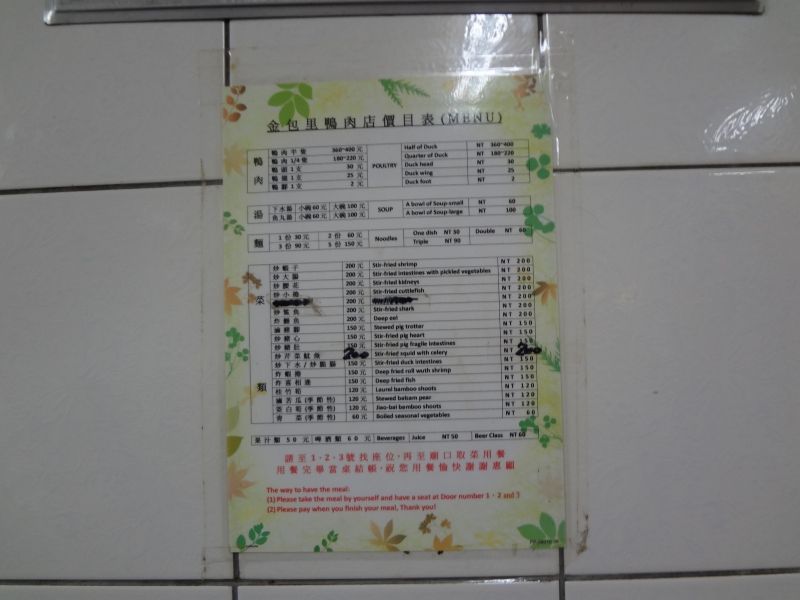 金包里鴨肉店價目表(MENU)
鴨肉 鴨肉半隻 360~400元 POULTRY Half of Duck NT 360~400
鴨肉1/4隻 180~220元 Quarter of Duck NT 180~220
鴨頭1支 30元 Duck head NT 30
鴨翅1支 25元 Duck wing NT 25
鴨腳1支 2元 Duck foot NT 2
湯 下水湯 小碗60元 大碗100元 SOUP A bowl of Soup-small NT 60
魚丸湯 小碗60元 大碗100元 A bowl of Soup-large NT 100
麵 1份 30元 2份 60元 Noodles One dish NT 30 Double NT 60
3份 90元 5份 150元 Triple NT 90
菜類
炒蝦子 200元 Stir-fried shrimp NT 200
炒大腸 200元 Stir-fried intestines with pickled vegetables NT 200
炒腰花 200元 Stir-fried kidneys NT 200
炒小卷 200元 Stir-fried cuttlefish NT 200
200元 NT 200
炒鯊魚 200元 Stir-fried shark NT 200
炸鰻魚 200元 Deep eel NT 200
滷豬腳 150元 Stewed pig trotter NT 150
炒豬心 150元 Stir-fried pig heart NT 150
炒豬肚 150元 Stir-fried pig fragile intestines NT 150
炒芹菜魷魚 200 元 Stir-fried squid with celery NT 200
炒下水/炒鴨腸 150元 Stir-fried duck intestines NT 150
炸蝦捲 150元 Deep fried roll wuth shrimp NT 150
炸喜相逢 150元 Deep fried fish NT 150
桂竹筍 120元 Laurel bamboo shoots NT 120
滷苦瓜(季節性) 120元 Stewed balsam pear NT 120
茭白筍(季節性) 120元 Jiao-bai bamboo shoots NT 120
青菜(季節性) 60元 Boiled seasonal vegetables NT 60
果汁類 50元 啤酒類 60元 Beverages Juice NT 50 Beer Class NT 60
請至1‧2‧3號找座位‧再至廟口取菜用餐
用餐完畢當桌結帳‧祝您用餐愉快謝謝惠顧
The way to have the meal:
(1)Please take the meal by yourself and have a seat at Door number 1‧2 and 3
(2)Please pay when you finish your meal, Thank you!